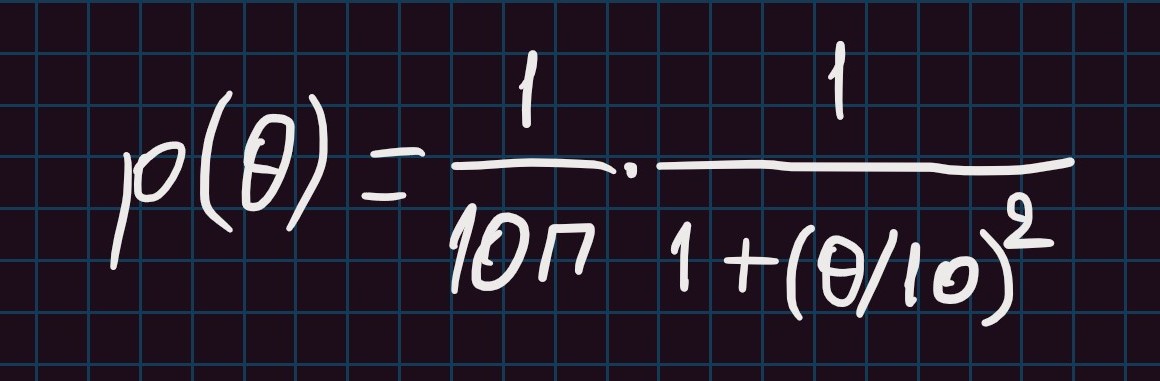 p(θ) = 1/10π · 1/1+(θ/10)²